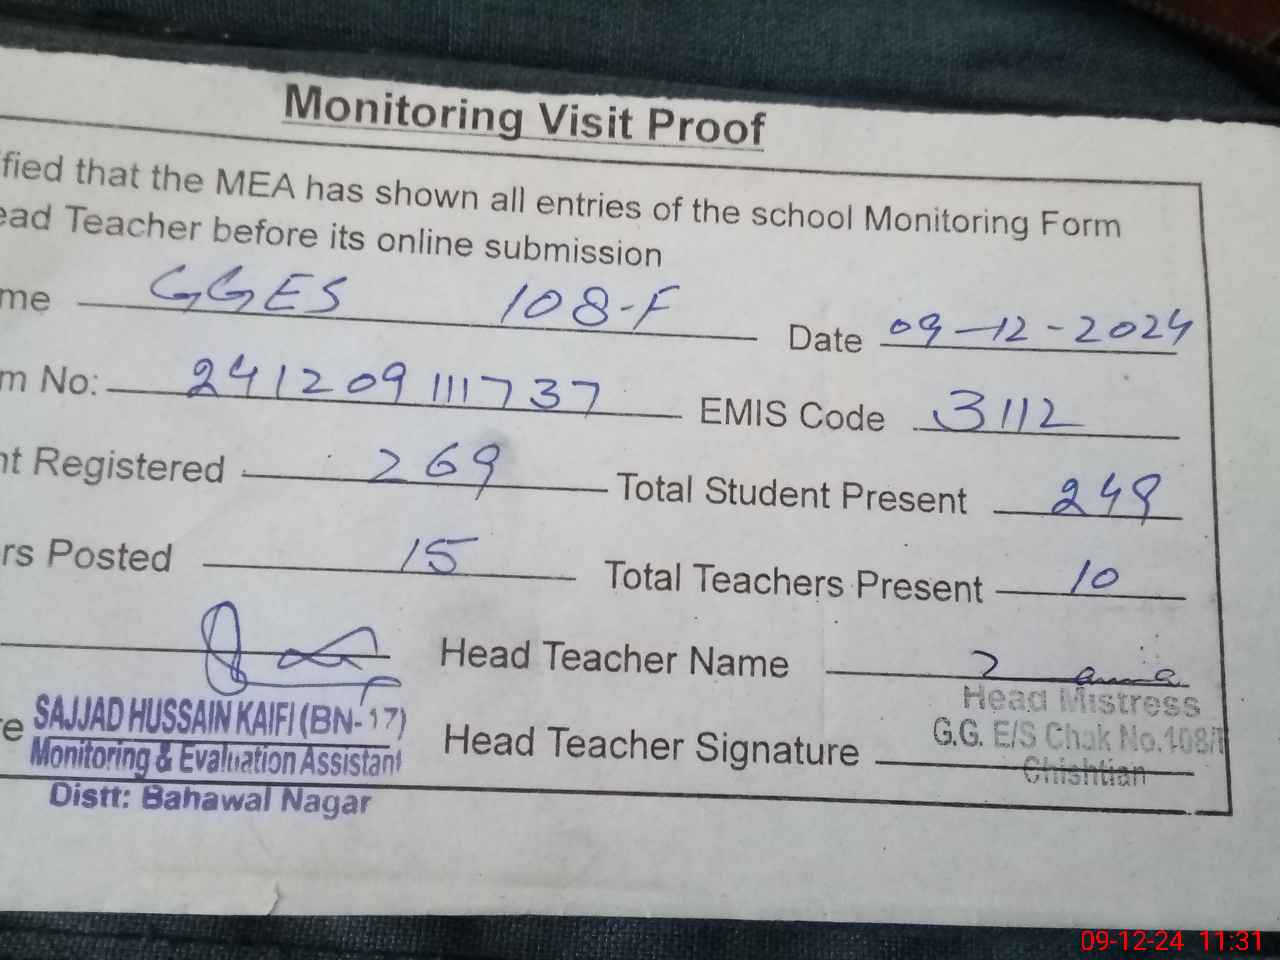 Monitoring Visit Proof
fied that the MEA has shown all entries of the school Monitoring Form
ead Teacher before its online submission
me GGES 108-F Date 09-12-2024
m No: 241209111737 EMIS Code 3112
nt Registered 269 Total Student Present 249
rs Posted 15 Total Teachers Present 10
Head Teacher Name
Head Mistress
re SAJJAD HUSSAIN KAIFI (BN-17) Head Teacher Signature G.G. E/S Chak No.108/F
Monitoring & Evaluation Assistant Chishtian
Distt: Bahawal Nagar
09-12-24 11:31